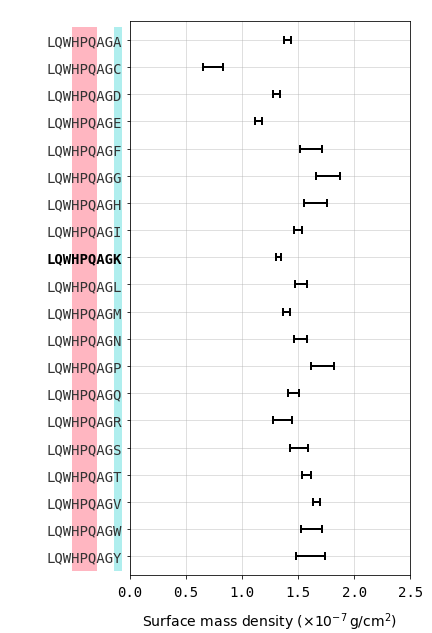 LQWHPQAGA
LQWHPQAGC
LQWHPQAGD
LQWHPQAGE
LQWHPQAGF
LQWHPQAGG
LQWHPQAGH
LQWHPQAGI
LQWHPQAGK
LQWHPQAGL
LQWHPQAGM
LQWHPQAGN
LQWHPQAGP
LQWHPQAGQ
LQWHPQAGR
LQWHPQAGS
LQWHPQAGT
LQWHPQAGV
LQWHPQAGW
LQWHPQAGY
0.0 0.5 1.0 1.5 2.0 2.5
Surface mass density (×10⁻⁷ g/cm²)